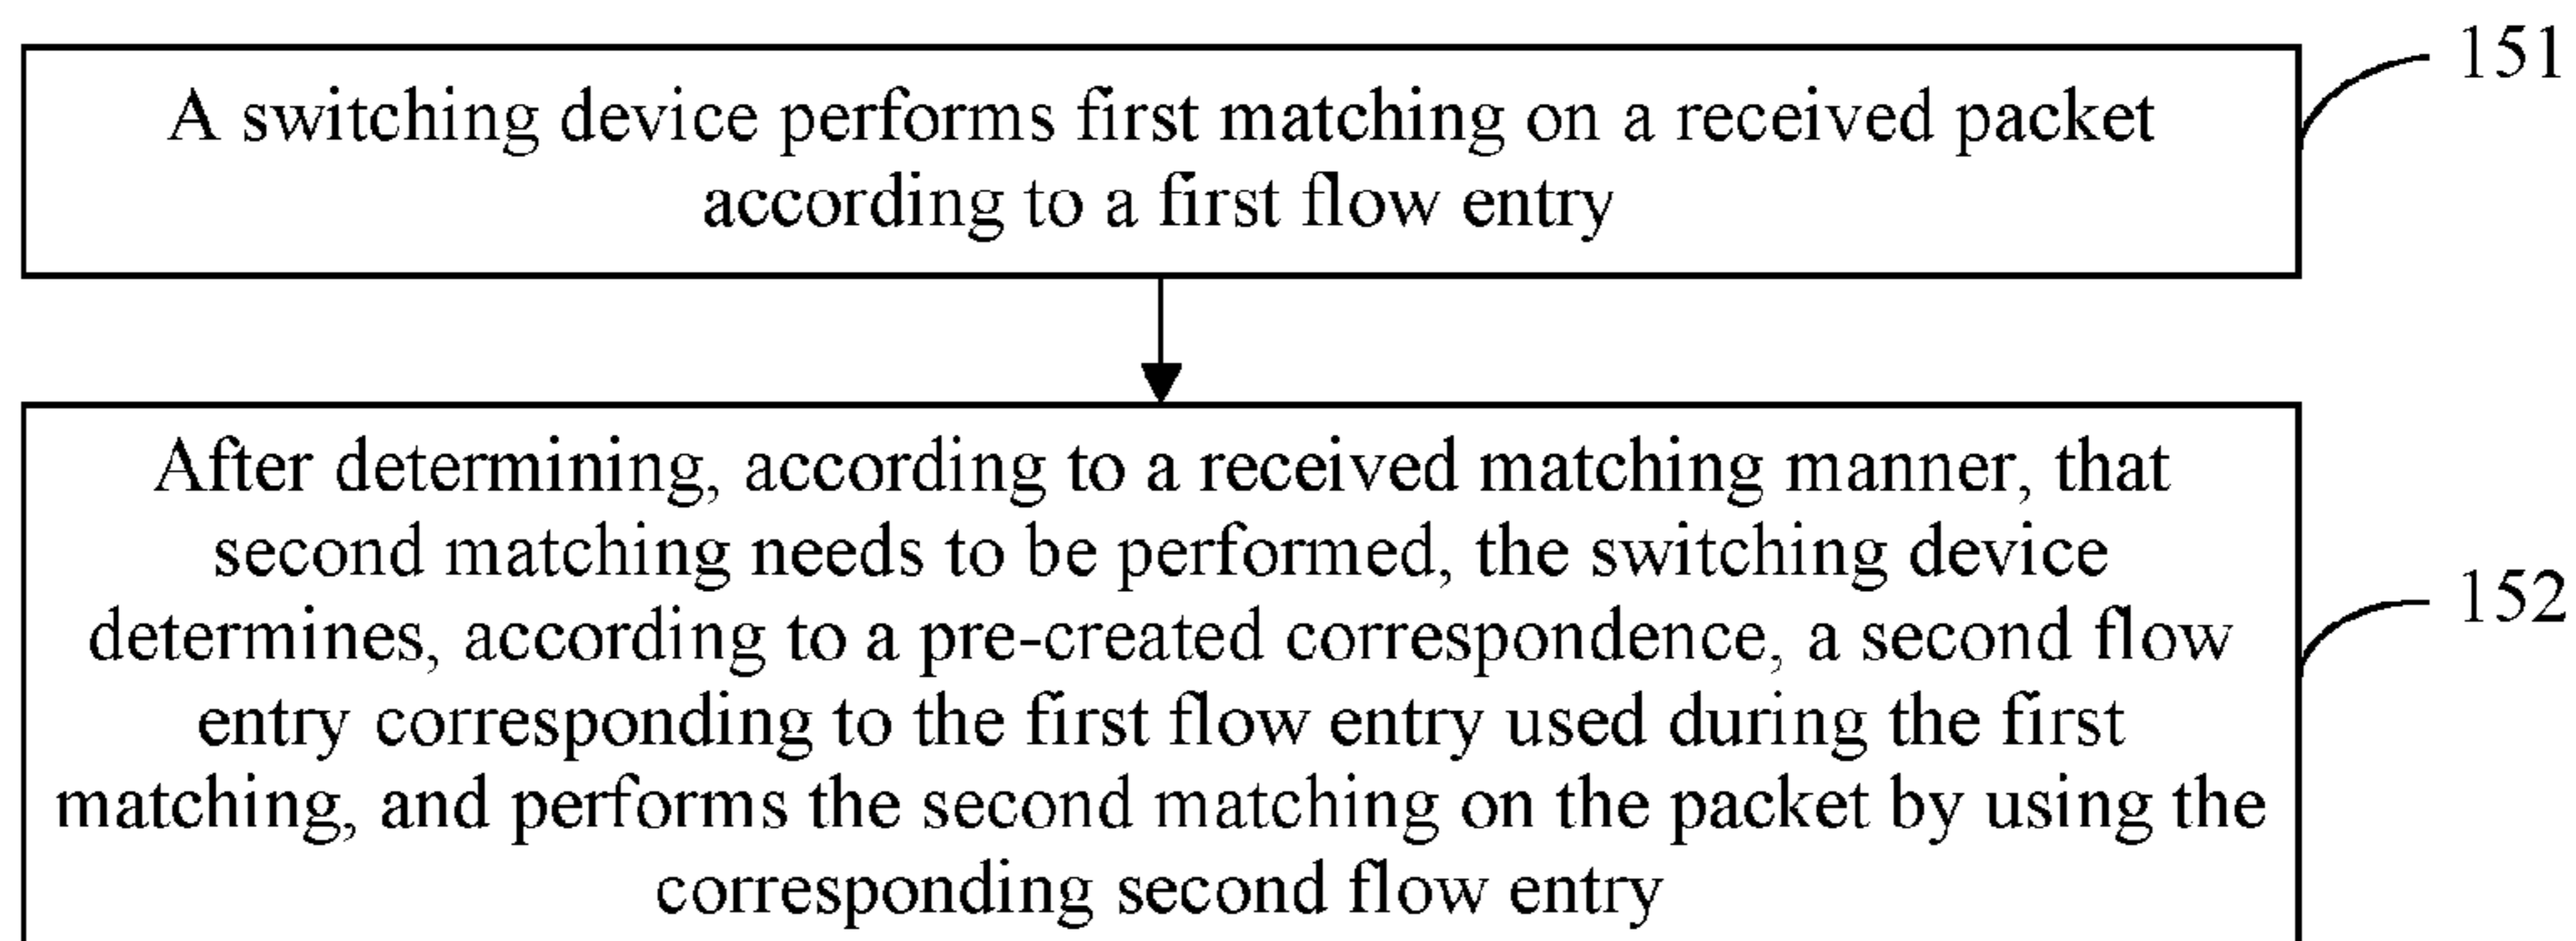 151
A switching device performs first matching on a received packet
according to a first flow entry
After determining, according to a received matching manner, that
second matching needs to be performed, the switching device
determines, according to a pre-created correspondence, a second flow
entry corresponding to the first flow entry used during the first
matching, and performs the second matching on the packet by using the
corresponding second flow entry
152